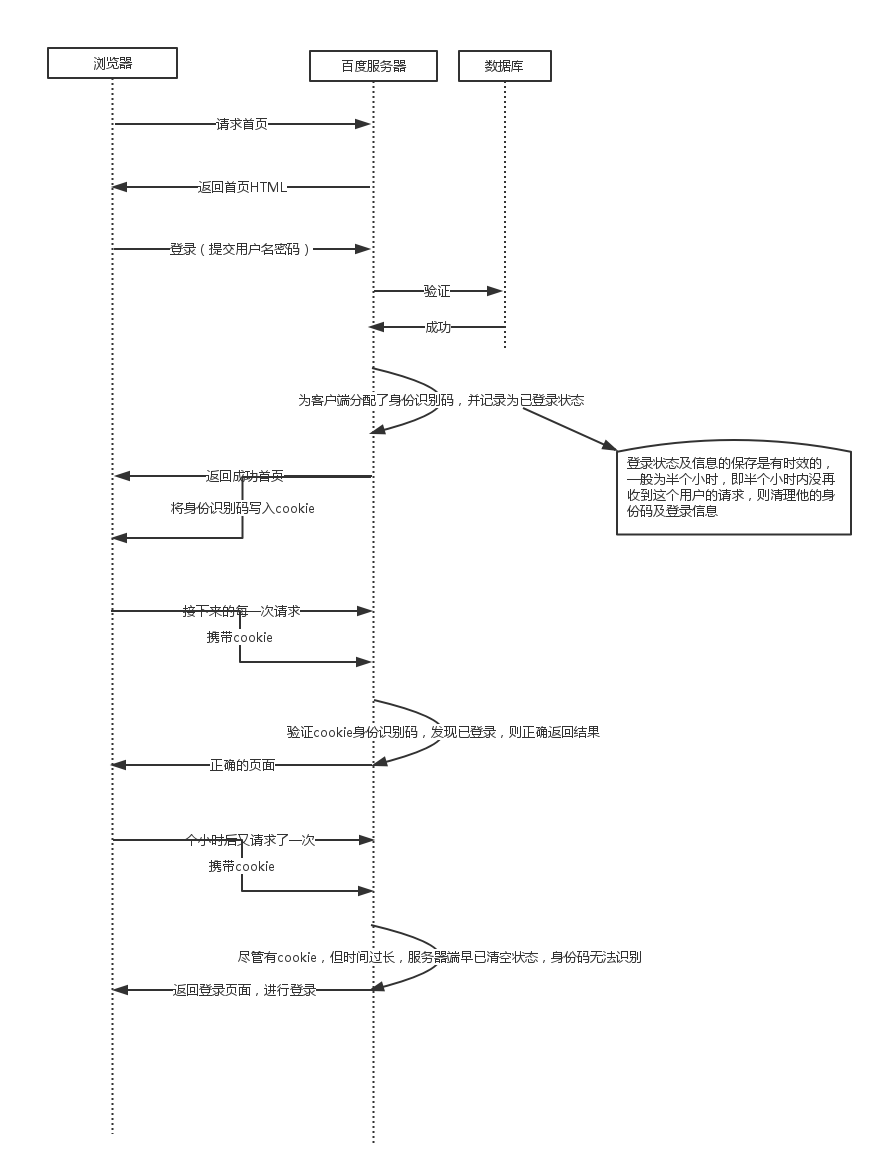 浏览器
百度服务器
数据库
请求首页
返回首页HTML
登录（提交用户名密码）
验证
成功
为客户端分配了身份识别码，并记录为已登录状态
登录状态及信息的保存是有时效的，
一般为半个小时，即半个小时内没再
收到这个用户的请求，则清理他的身
份码及登录信息
返回成功首页
将身份识别码写入cookie
接下来的每一次请求
携带cookie
验证cookie身份识别码，发现已登录，则正确返回结果
正确的页面
个小时后又请求了一次
携带cookie
尽管有cookie，但时间过长，服务器端早已清空状态，身份码无法识别
返回登录页面，进行登录